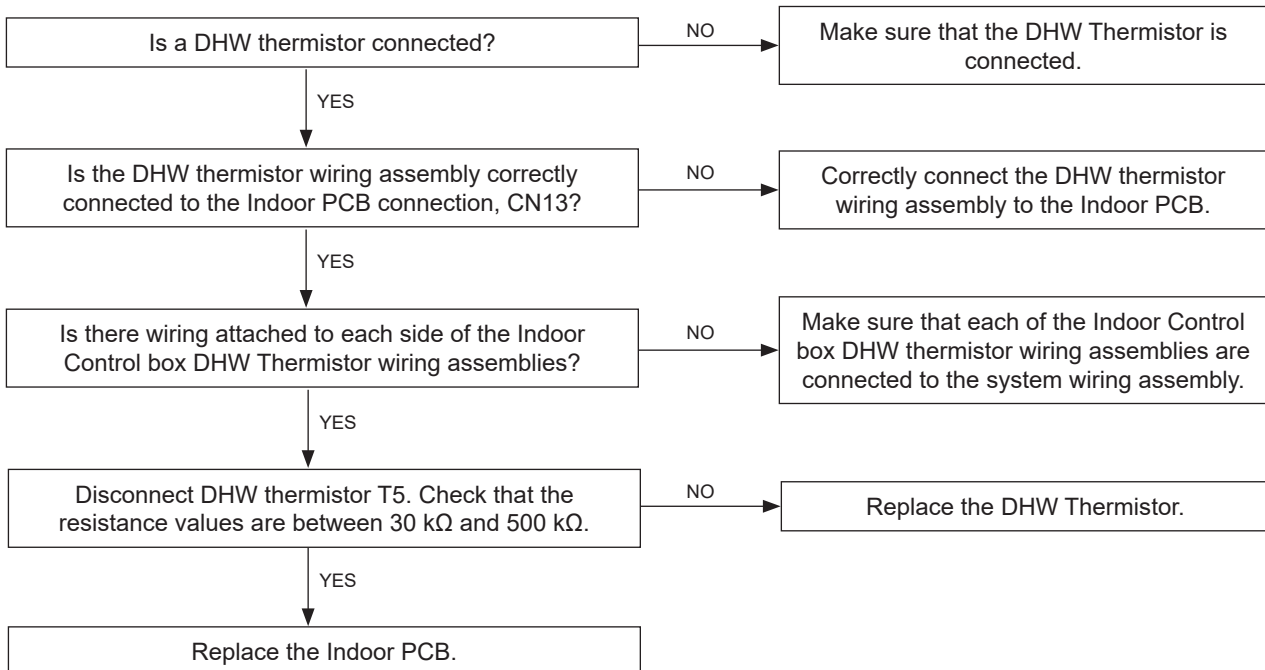 Is a DHW thermistor connected?
NO
Make sure that the DHW Thermistor is
connected.
YES
Is the DHW thermistor wiring assembly correctly
connected to the Indoor PCB connection, CN13?
NO
Correctly connect the DHW thermistor
wiring assembly to the Indoor PCB.
YES
Is there wiring attached to each side of the Indoor
Control box DHW Thermistor wiring assemblies?
NO
Make sure that each of the Indoor Control
box DHW thermistor wiring assemblies are
connected to the system wiring assembly.
YES
Disconnect DHW thermistor T5. Check that the
resistance values are between 30 kΩ and 500 kΩ.
NO
Replace the DHW Thermistor.
YES
Replace the Indoor PCB.